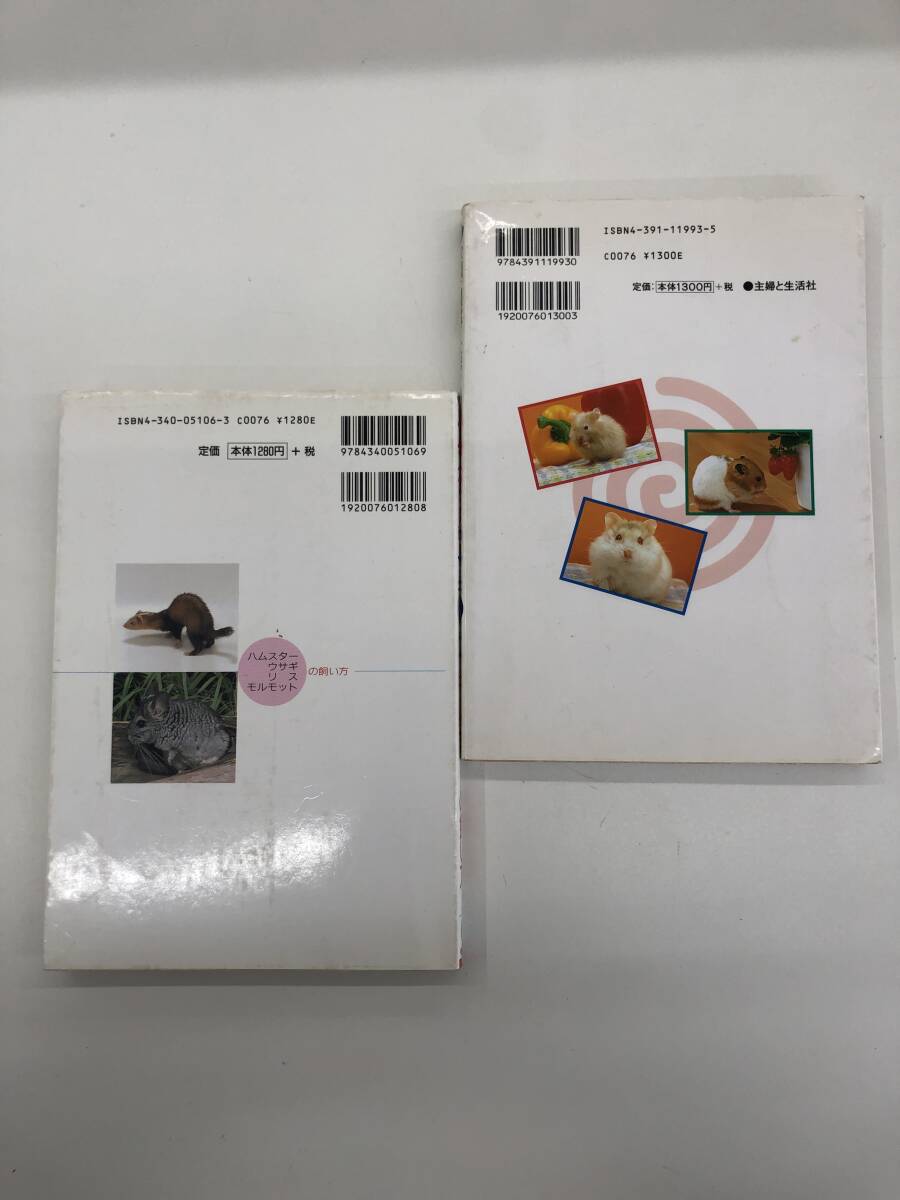 ISBN4-391-11993-5
C0076 ¥1300E
9784391119930
定価:本体1300円+税 ●主婦と生活社
1920076013003
ISBN4-340-05106-3 C0076 ¥1280E
定価 本体1280円 + 税
9784340051069
1920076012808
ハムスター
ウサギ
リス
モルモット
の飼い方